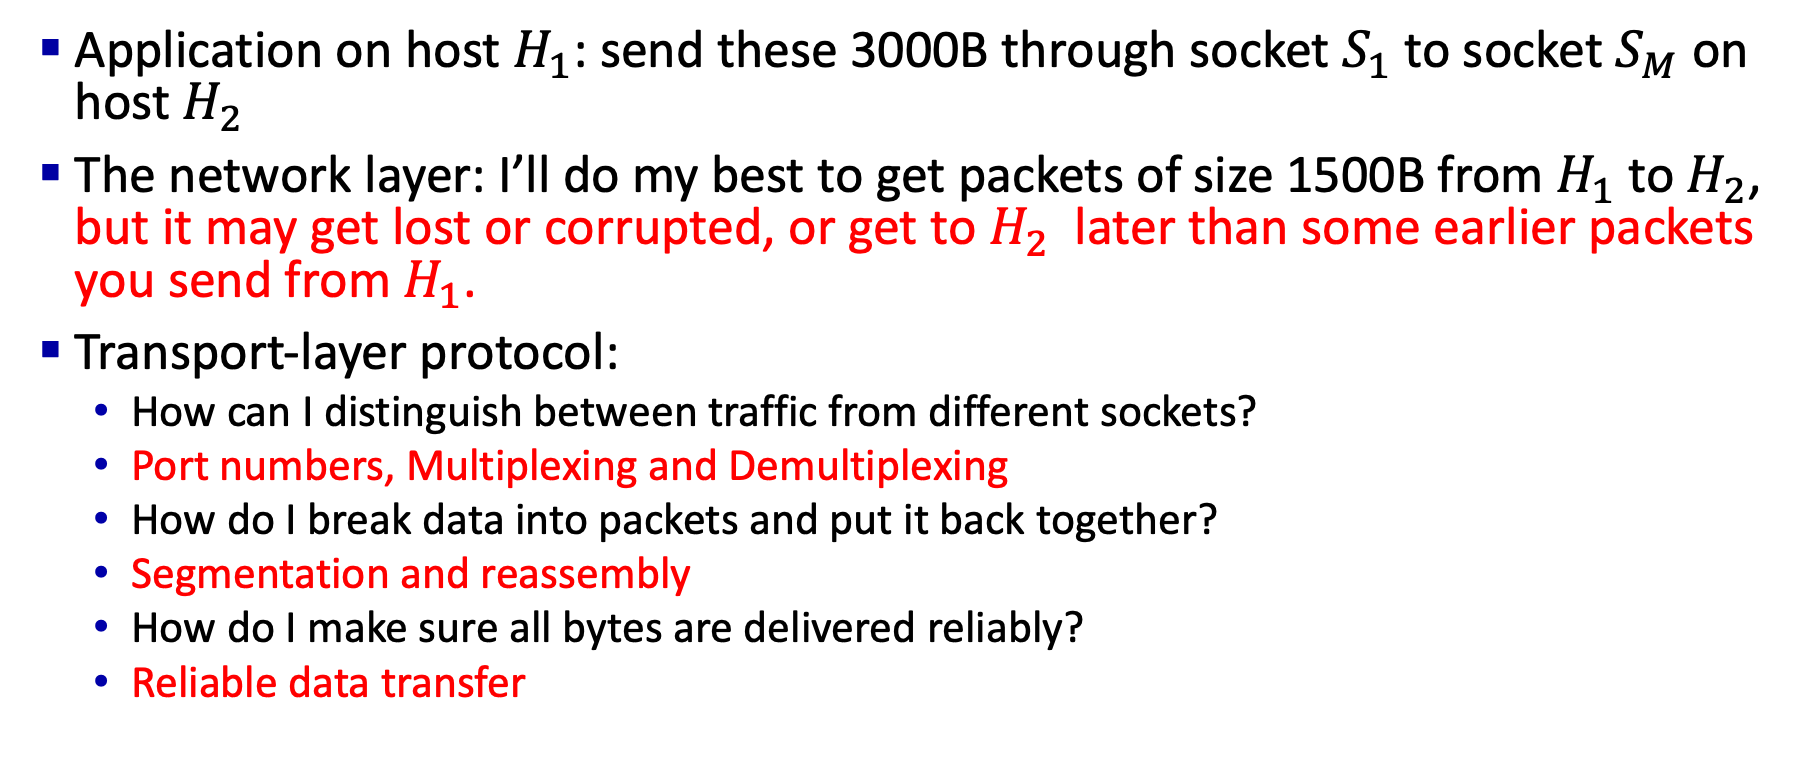 ▪ Application on host H₁: send these 3000B through socket S₁ to socket S_M on
host H₂
▪ The network layer: I’ll do my best to get packets of size 1500B from H₁ to H₂,
but it may get lost or corrupted, or get to H₂ later than some earlier packets
you send from H₁.
▪ Transport-layer protocol:
• How can I distinguish between traffic from different sockets?
• Port numbers, Multiplexing and Demultiplexing
• How do I break data into packets and put it back together?
• Segmentation and reassembly
• How do I make sure all bytes are delivered reliably?
• Reliable data transfer